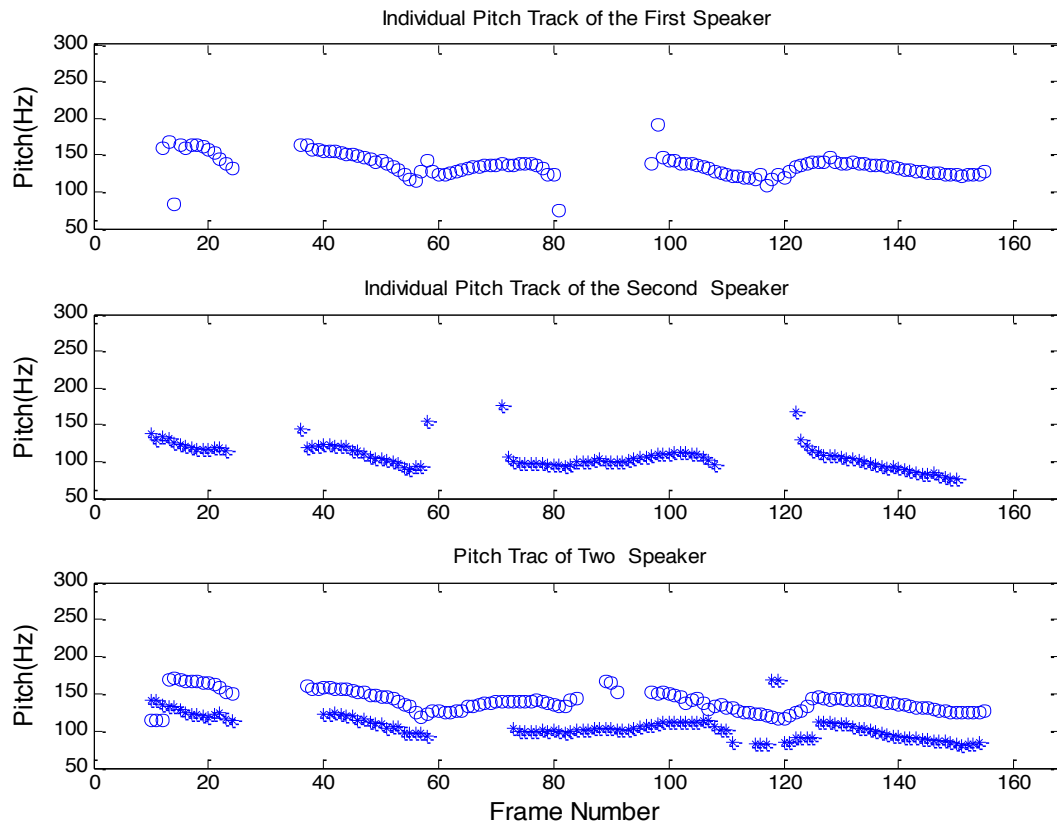 Individual Pitch Track of the First Speaker
300
250
200
150
100
50
Pitch(Hz)
0 20 40 60 80 100 120 140 160
Individual Pitch Track of the Second Speaker
300
250
200
150
100
50
Pitch(Hz)
0 20 40 60 80 100 120 140 160
Pitch Trac of Two Speaker
300
250
200
150
100
50
Pitch(Hz)
0 20 40 60 80 100 120 140 160
Frame Number